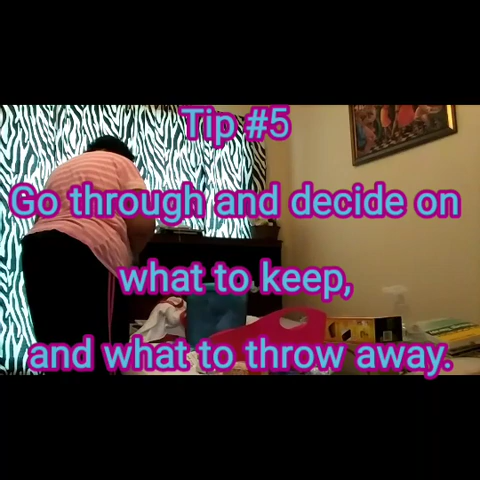 Tip #5
Go through and decide on
what to keep,
and what to throw away.